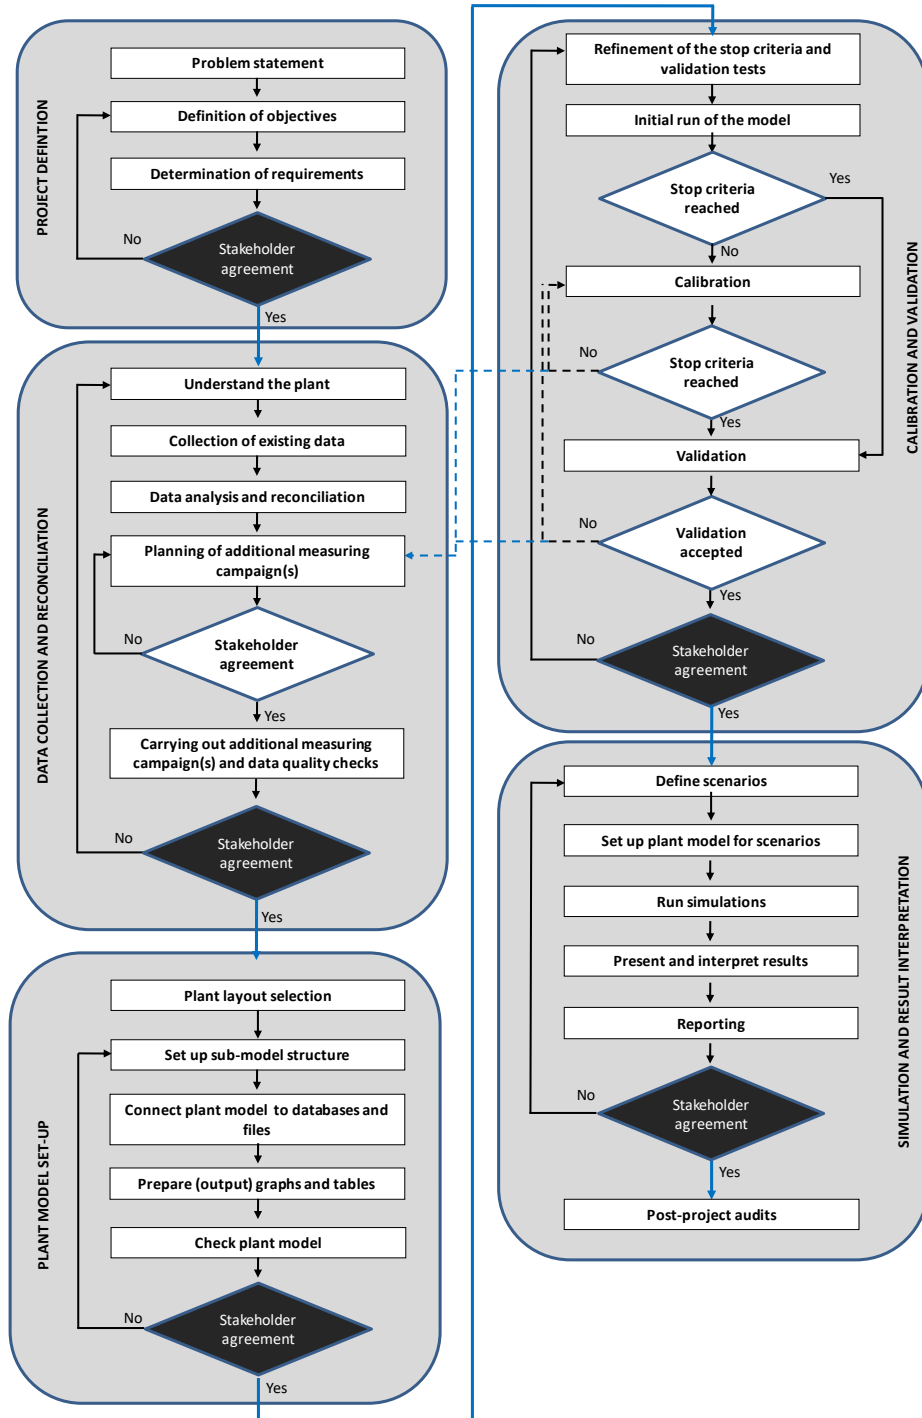 PROJECT DEFINTION
Problem statement
Definition of objectives
Determination of requirements
No
Stakeholder
agreement
Yes
DATA COLLECTION AND RECONCILIATION
Understand the plant
Collection of existing data
Data analysis and reconciliation
Planning of additional measuring
campaign(s)
No
Stakeholder
agreement
Yes
Carrying out additional measuring
campaign(s) and data quality checks
No
Stakeholder
agreement
Yes
PLANT MODEL SET-UP
Plant layout selection
Set up sub-model structure
Connect plant model to databases and
files
Prepare (output) graphs and tables
Check plant model
No
Stakeholder
agreement
Yes
CALIBRATION AND VALIDATION
Refinement of the stop criteria and
validation tests
Initial run of the model
Stop criteria
reached
Yes
No
Calibration
No
Stop criteria
reached
Yes
Validation
No
Validation
accepted
Yes
No
Stakeholder
agreement
Yes
SIMULATION AND RESULT INTERPRETATION
Define scenarios
Set up plant model for scenarios
Run simulations
Present and interpret results
Reporting
No
Stakeholder
agreement
Yes
Post-project audits